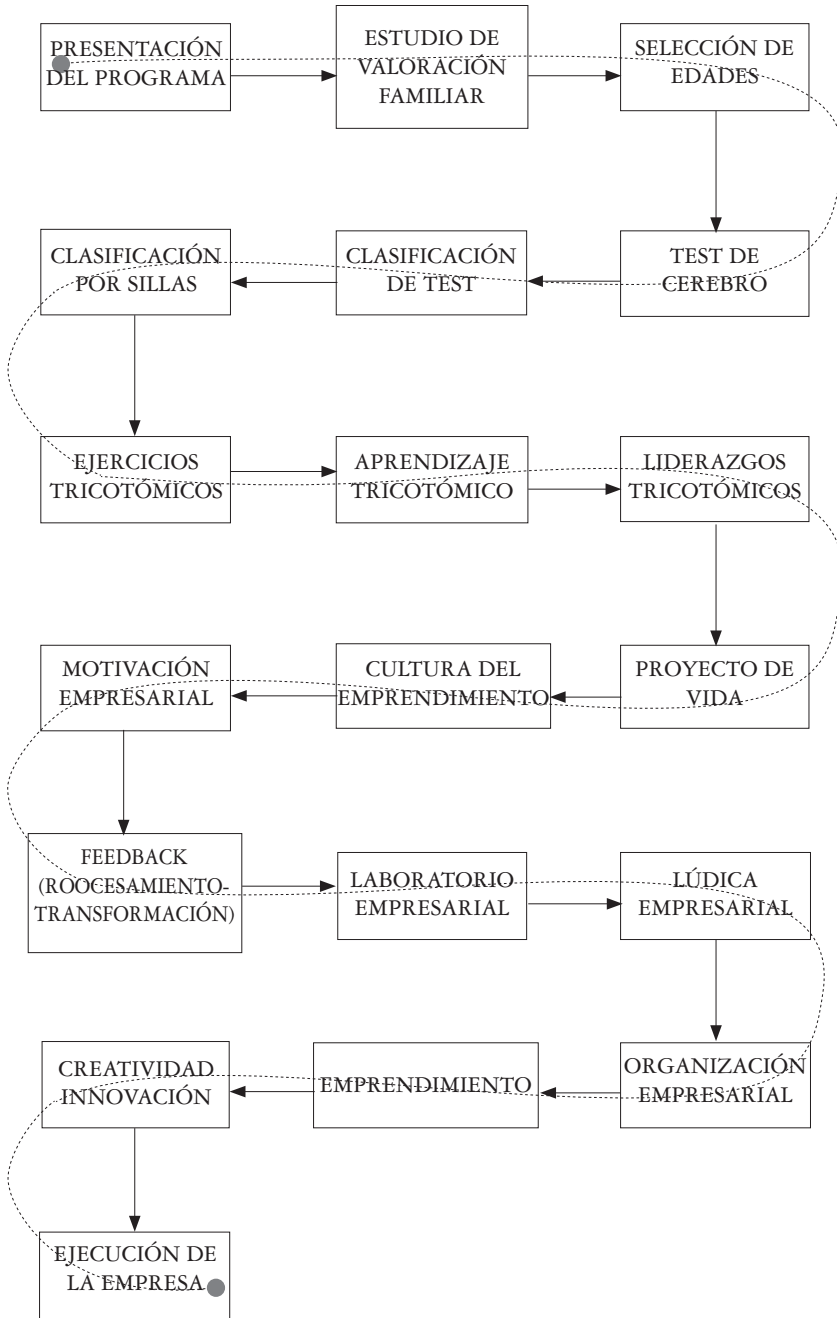 PRESENTACIÓN
DEL PROGRAMA
ESTUDIO DE
VALORACIÓN
FAMILIAR
SELECCIÓN DE
EDADES
TEST DE
CEREBRO
CLASIFICACIÓN
DE TEST
CLASIFICACIÓN
POR SILLAS
EJERCICIOS
TRICOTÓMICOS
APRENDIZAJE
TRICOTÓMICO
LIDERAZGOS
TRICOTÓMICOS
PROYECTO DE
VIDA
CULTURA DEL
EMPRENDIMIENTO
MOTIVACIÓN
EMPRESARIAL
FEEDBACK
(ROOCESAMIENTO-
TRANSFORMACIÓN)
LABORATORIO
EMPRESARIAL
LÚDICA
EMPRESARIAL
ORGANIZACIÓN
EMPRESARIAL
EMPRENDIMIENTO
CREATIVIDAD
INNOVACIÓN
EJECUCIÓN DE
LA EMPRESA